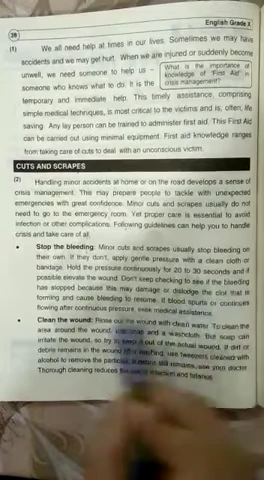 English Grade X
38
(1) We all need help at times in our lives. Sometimes we may have
accidents and we may get hurt. When we are injured or suddenly become
unwell, we need someone to help us –
someone who knows what to do. It is the
What is the importance of
knowledge of 'First Aid' in
crisis management?
temporary and immediate help. This timely assistance, comprising
simple medical techniques, is most critical to the victims and is, often, life
saving. Any lay person can be trained to administer first aid. This First Aid
can be carried out using minimal equipment. First aid knowledge ranges
from taking care of cuts to deal with an unconscious victim.
CUTS AND SCRAPES
(2) Handling minor accidents at home or on the road develops a sense of
crisis management. This may prepare people to tackle with unexpected
emergencies with great confidence. Minor cuts and scrapes usually do not
need to go to the emergency room. Yet proper care is essential to avoid
infection or other complications. Following guidelines can help you to handle
crisis and take care of all.
• Stop the bleeding: Minor cuts and scrapes usually stop bleeding on
their own. If they don't, apply gentle pressure with a clean cloth or
bandage. Hold the pressure continuously for 20 to 30 seconds and if
possible elevate the wound. Don't keep checking to see if the bleeding
has stopped because this may damage or dislodge the clot that is
forming and cause bleeding to resume. If blood spurts or continues
flowing after continuous pressure, seek medical assistance.
• Clean the wound: Rinse out the wound with clean water. To clean the
area around the wound, use soap and a washcloth. But soap can
irritate the wound, so try to keep it out of the actual wound. If dirt or
debris remains in the wound after washing, use tweezers cleaned with
alcohol to remove the particles. If debris still remains, see your doctor.
Thorough cleaning reduces the risk of infection and tetanus.